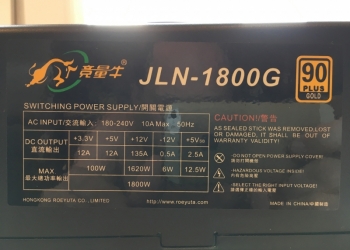 竞量牛
JLN-1800G
90
PLUS
GOLD
SWITCHING POWER SUPPLY/開關電源
AC INPUT/交流輸入: 180-240V 10A Max 50Hz
DC OUTPUT +3.3V +5V +12V -12V +5Vsb
直流輸出 12A 12A 135A 0.5A 2.5A
MAX 100W 1620W 6W 12.5W
最大總功率輸出 1800W
HONGKONG ROEYUTA CO.,LIMITED http://www.roeyuta.com
CAUTION!/警告
AS SEALED STICK WAS REMOVED, LOST
OR DAMAGED, IT SHALL BE OUT OF
WARRANTY VALIDITY!
·DO NOT OPEN POWER SUPPLY COVER!
·HAZARDOUS VOLTAGE INSIDE!
MADE IN CHINA